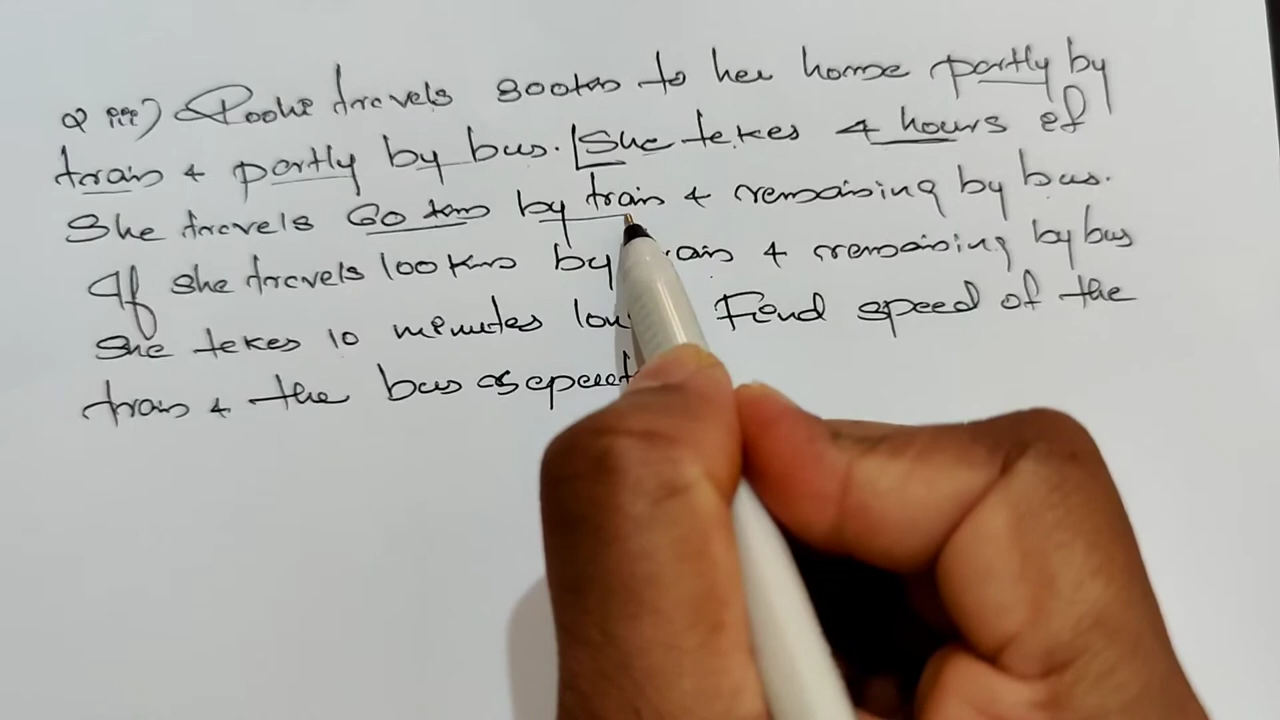 Q iii) Roohi travels 300km to her home partly by
train & partly by bus. She takes 4 hours if
She travels 60 km by train & remaining by bus.
If she travels 100 Km by rain & remaining by bus
She takes 10 minutes lon Find speed of the
train & the bus